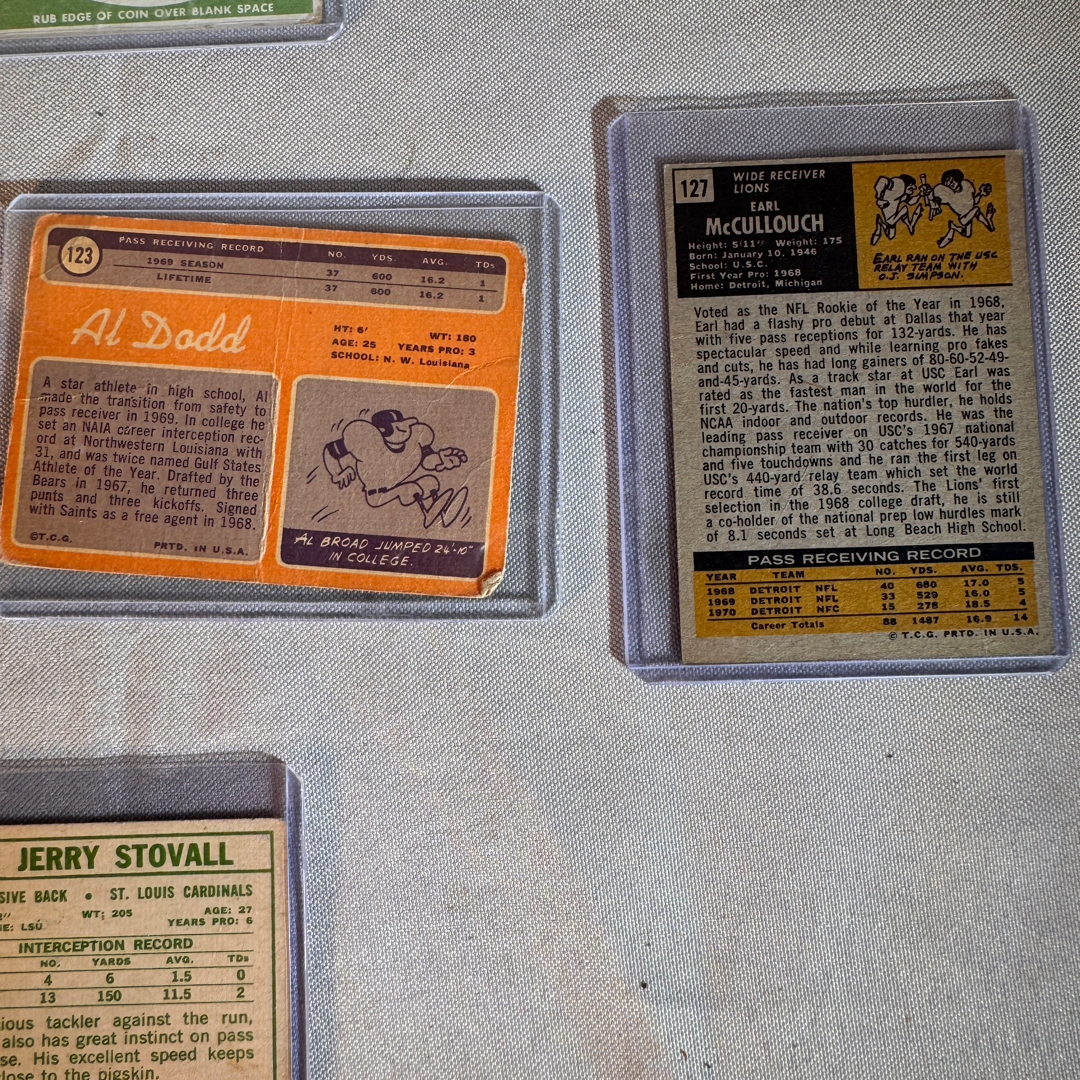 RUB EDGE OF COIN OVER BLANK SPACE
123
PASS RECEIVING RECORD NO. YDS. AVG. TDs
1969 SEASON 37 600 16.2 1
LIFETIME 37 600 16.2 1
Al Dodd
HT: 6' WT: 180
AGE: 25 YEARS PRO: 3
SCHOOL: N. W. Louisiana
A star athlete in high school, Al
made the transition from safety to
pass receiver in 1969. In college he
set an NAIA career interception rec-
ord at Northwestern Louisiana with
31, and was twice named Gulf States
Athlete of the Year. Drafted by the
Bears in 1967, he returned three
punts and three kickoffs. Signed
with Saints as a free agent in 1968.
©T.C.G. PRTD. IN U.S.A.
AL BROAD JUMPED 24'-10"
IN COLLEGE.
127
WIDE RECEIVER
LIONS
EARL
McCULLOUCH
Height: 5'11" Weight: 175
Born: January 10, 1946
School: U.S.C.
First Year Pro: 1968
Home: Detroit, Michigan
EARL RAN ON THE USC
RELAY TEAM WITH
O.J. SIMPSON.
Voted as the NFL Rookie of the Year in 1968,
Earl had a flashy pro debut at Dallas that year
with five pass receptions for 132-yards. He has
spectacular speed and while learning pro fakes
and cuts, he has had long gainers of 80-60-52-49-
and-45-yards. As a track star at USC Earl was
rated as the fastest man in the world for the
first 20-yards. The nation's top hurdler, he holds
NCAA indoor and outdoor records. He was the
leading pass receiver on USC's 1967 national
championship team with 30 catches for 540-yards
and five touchdowns and he ran the first leg on
USC's 440-yard relay team which set the world
record time of 38.6 seconds. The Lions' first
selection in the 1968 college draft, he is still
a co-holder of the national prep low hurdles mark
of 8.1 seconds set at Long Beach High School.
PASS RECEIVING RECORD
YEAR TEAM NO. YDS. AVG. TDS.
1968 DETROIT NFL 40 680 17.0 5
1969 DETROIT NFL 33 529 16.0 5
1970 DETROIT NFC 15 278 18.5 4
Career Totals 88 1487 16.9 14
© T.C.G. PRTD. IN U.S.A.
JERRY STOVALL
SIVE BACK • ST. LOUIS CARDINALS
2" WT: 205 AGE: 27
E: LSU YEARS PRO: 6
INTERCEPTION RECORD
NO. YARDS AVG. TDs
4 6 1.5 0
13 150 11.5 2
ious tackler against the run,
also has great instinct on pass
se. His excellent speed keeps
lose to the pigskin.